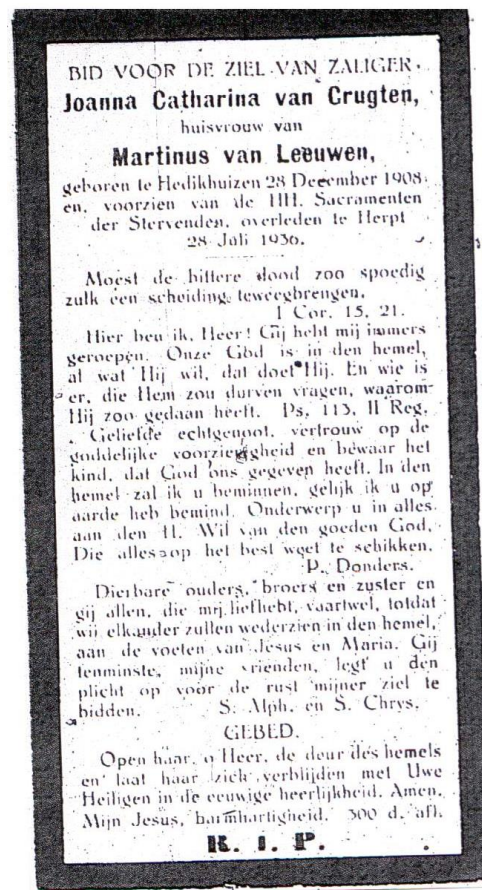 BID VOOR DE ZIEL VAN ZALIGER
Joanna Catharina van Crugten,
huisvrouw van
Martinus van Leeuwen,
geboren te Hedikhuizen 28 December 1908
en, voorzien van de HH. Sacramenten
der Stervenden, overleden te Herpt
28 Juli 1936.
Moest de bittere dood zoo spoedig
zulk een scheiding teweegbrengen.
I Cor. 15, 21.
Hier ben ik, Heer! Gij hebt mij immers
geroepen. Onze God is in den hemel,
al wat Hij wil, dat doet Hij. En wie is
er, die Hem zou durven vragen, waarom
Hij zoo gedaan heeft. Ps. 113, II Reg.
Geliefde echtgenoot, vertrouw op de
goddelijke voorzienigheid en bewaar het
kind, dat God ons gegeven heeft. In den
hemel zal ik u beminnen, gelijk ik u op
aarde heb bemind. Onderwerp u in alles
aan den H. Wil van den goeden God,
Die alles op het best weet te schikken.
P. Donders.
Dierbare ouders, broers en zuster en
gij allen, die mij liefhebt, vaartwel, totdat
wij elkander zullen wederzien in den hemel,
aan de voeten van Jesus en Maria. Gij
tenminste, mijne vrienden, legt u den
plicht op voor de rust mijner ziel te
bidden. S. Alph. en S. Chrys.
GEBED.
Open haar, o Heer, de deur des hemels
en laat haar zich verblijden met Uwe
Heiligen in de eeuwige heerlijkheid. Amen.
Mijn Jesus, barmhartigheid. 300 d. afl.
R. I. P.